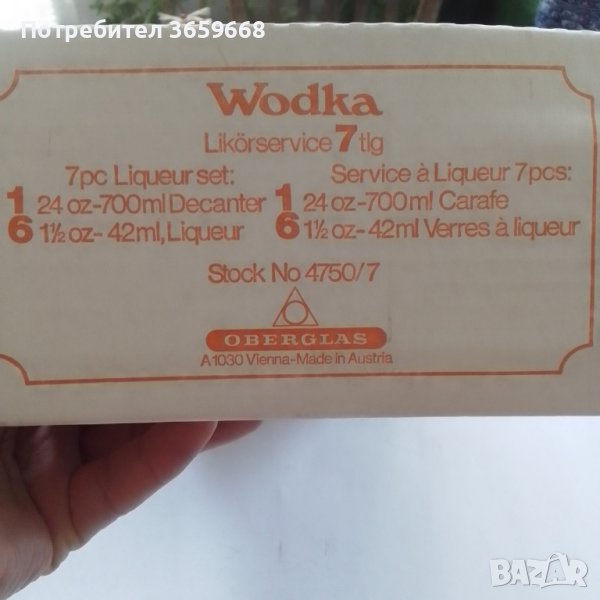 Потребител 3659668
Wodka
Likörservice 7 tlg
7pc Liqueur set:
1 24 oz-700ml Decanter
6 1½ oz- 42ml, Liqueur
Service à Liqueur 7pcs:
1 24 oz-700ml Carafe
6 1½ oz- 42ml Verres à liqueur
Stock No 4750/7
OBERGLAS
A1030 Vienna-Made in Austria
BAZAR